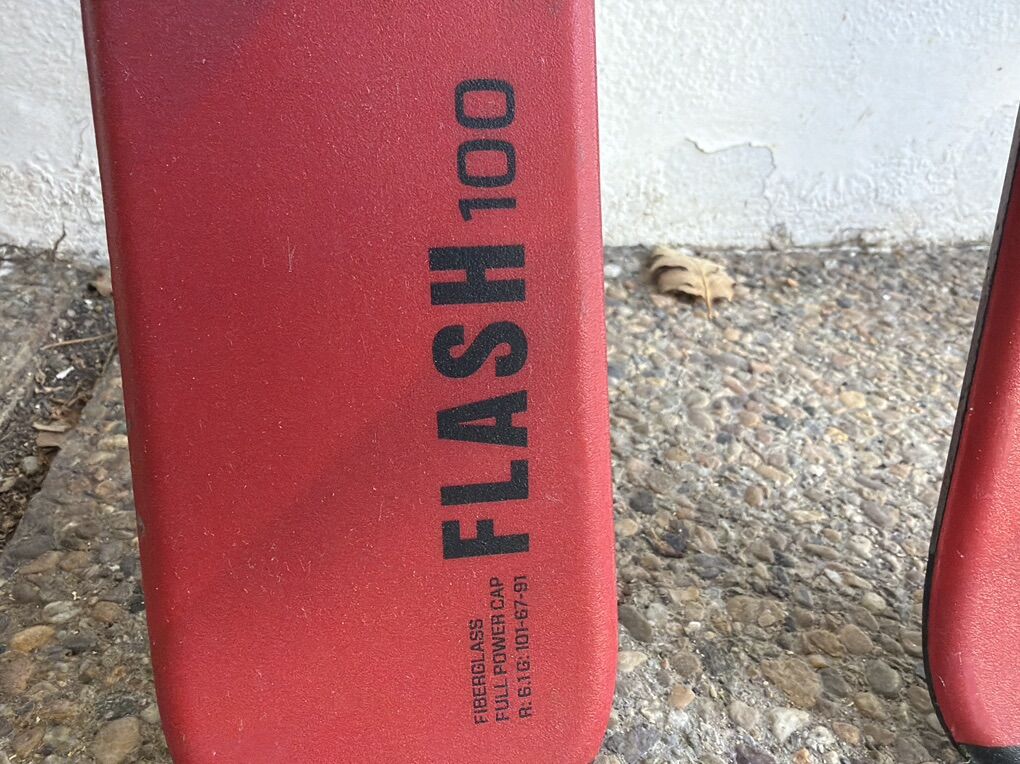 FLASH 100
FIBERGLASS
FULL POWER CAP
R: 6.1 C: 101-67-91